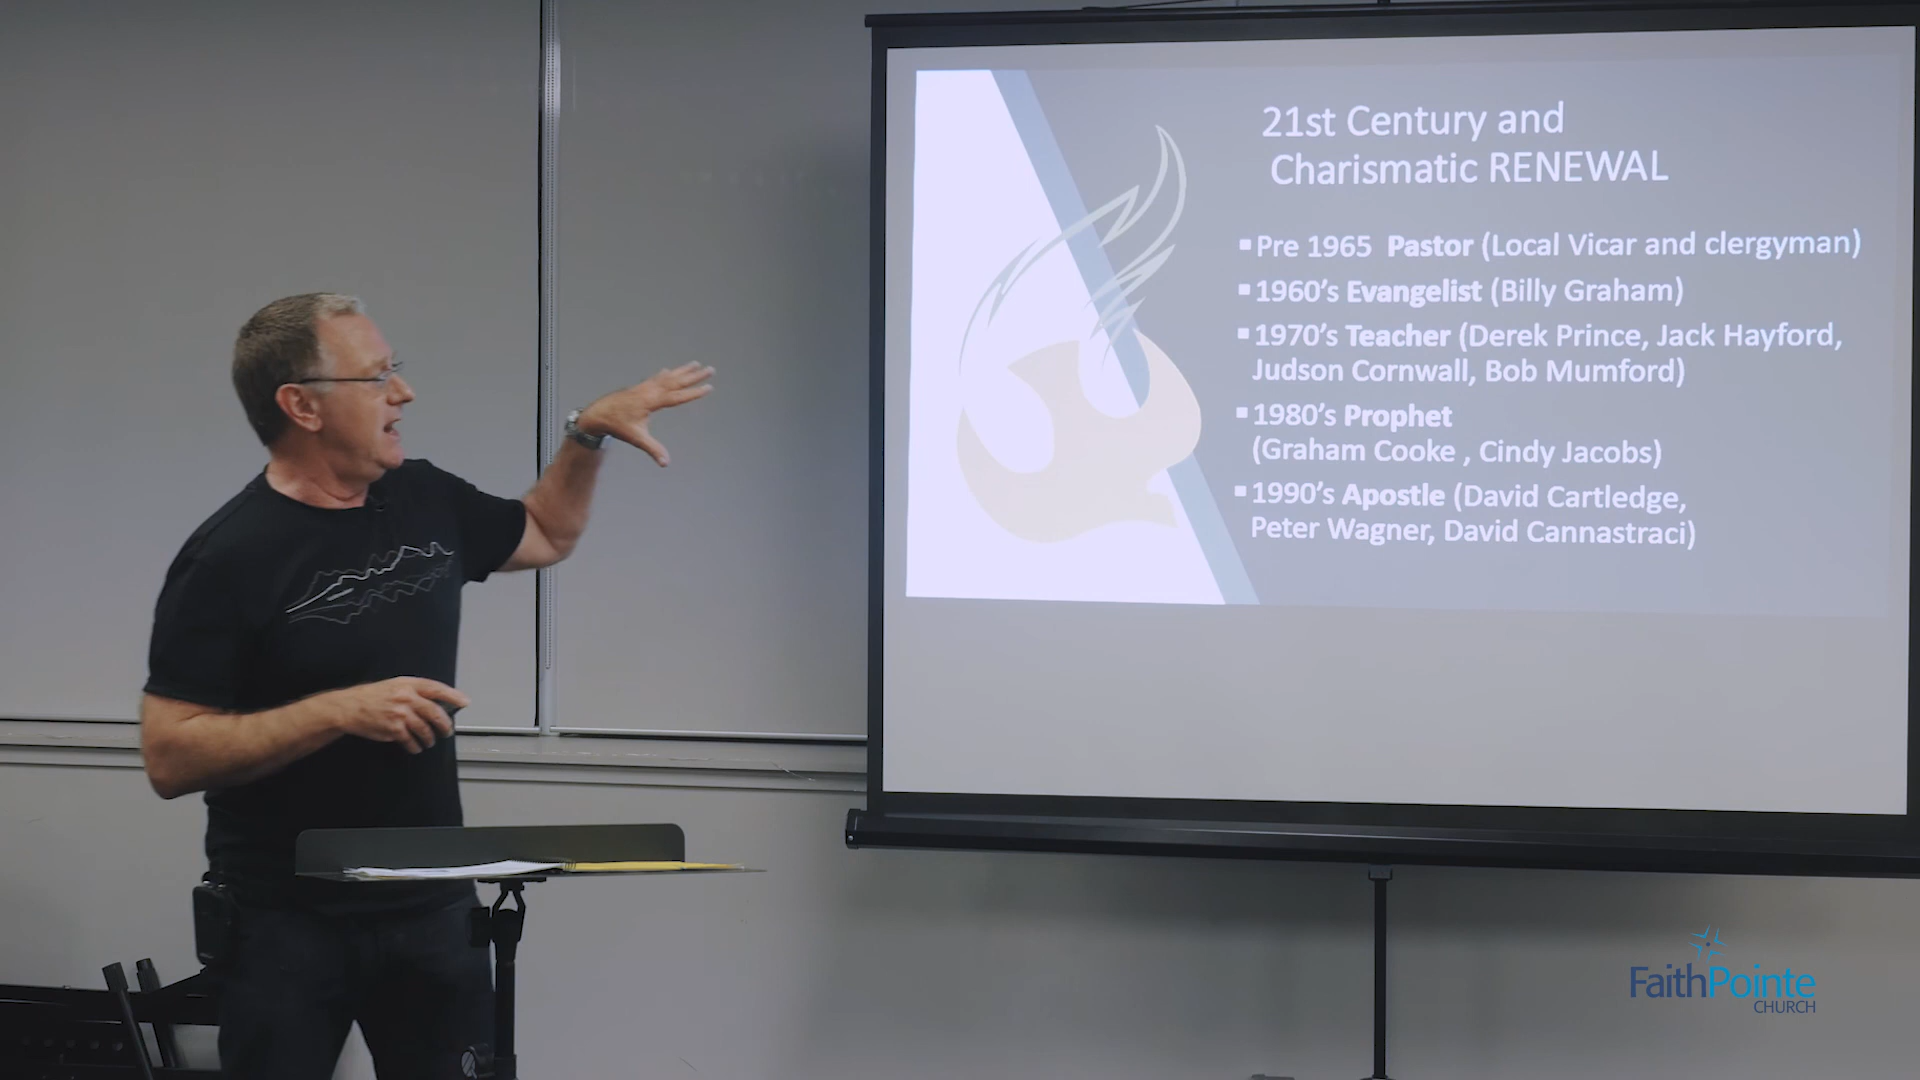 21st Century and
Charismatic RENEWAL
▪Pre 1965 Pastor (Local Vicar and clergyman)
▪1960's Evangelist (Billy Graham)
▪1970's Teacher (Derek Prince, Jack Hayford,
Judson Cornwall, Bob Mumford)
▪1980's Prophet
(Graham Cooke , Cindy Jacobs)
▪1990's Apostle (David Cartledge,
Peter Wagner, David Cannastraci)
FaithPointe
CHURCH